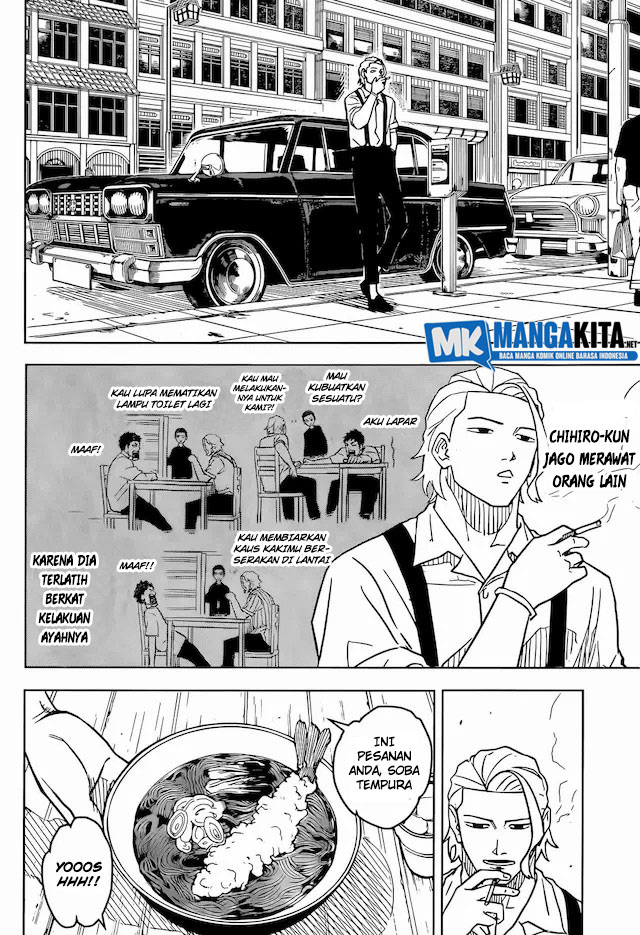 MK MANGAKITA.NET
BACA MANGA KOMIK ONLINE BAHASA INDONESIA
CHIHIRO-KUN
JAGO MERAWAT
ORANG LAIN
KAU LUPA MEMATIKAN
LAMPU TOILET LAGI
MAAF!
KAU MAU
MELAKUKAN-
NYA UNTUK
KAMI?!
MAU
KUBUATKAN
SESUATU?
AKU LAPAR
KAU MEMBIARKAN
KAUS KAKIMU BER-
SERAKAN DI LANTAI
MAAF!!
KARENA DIA
TERLATIH
BERKAT
KELAKUAN
AYAHNYA
INI
PESANAN
ANDA, SOBA
TEMPURA
YOOOS
HHH!!